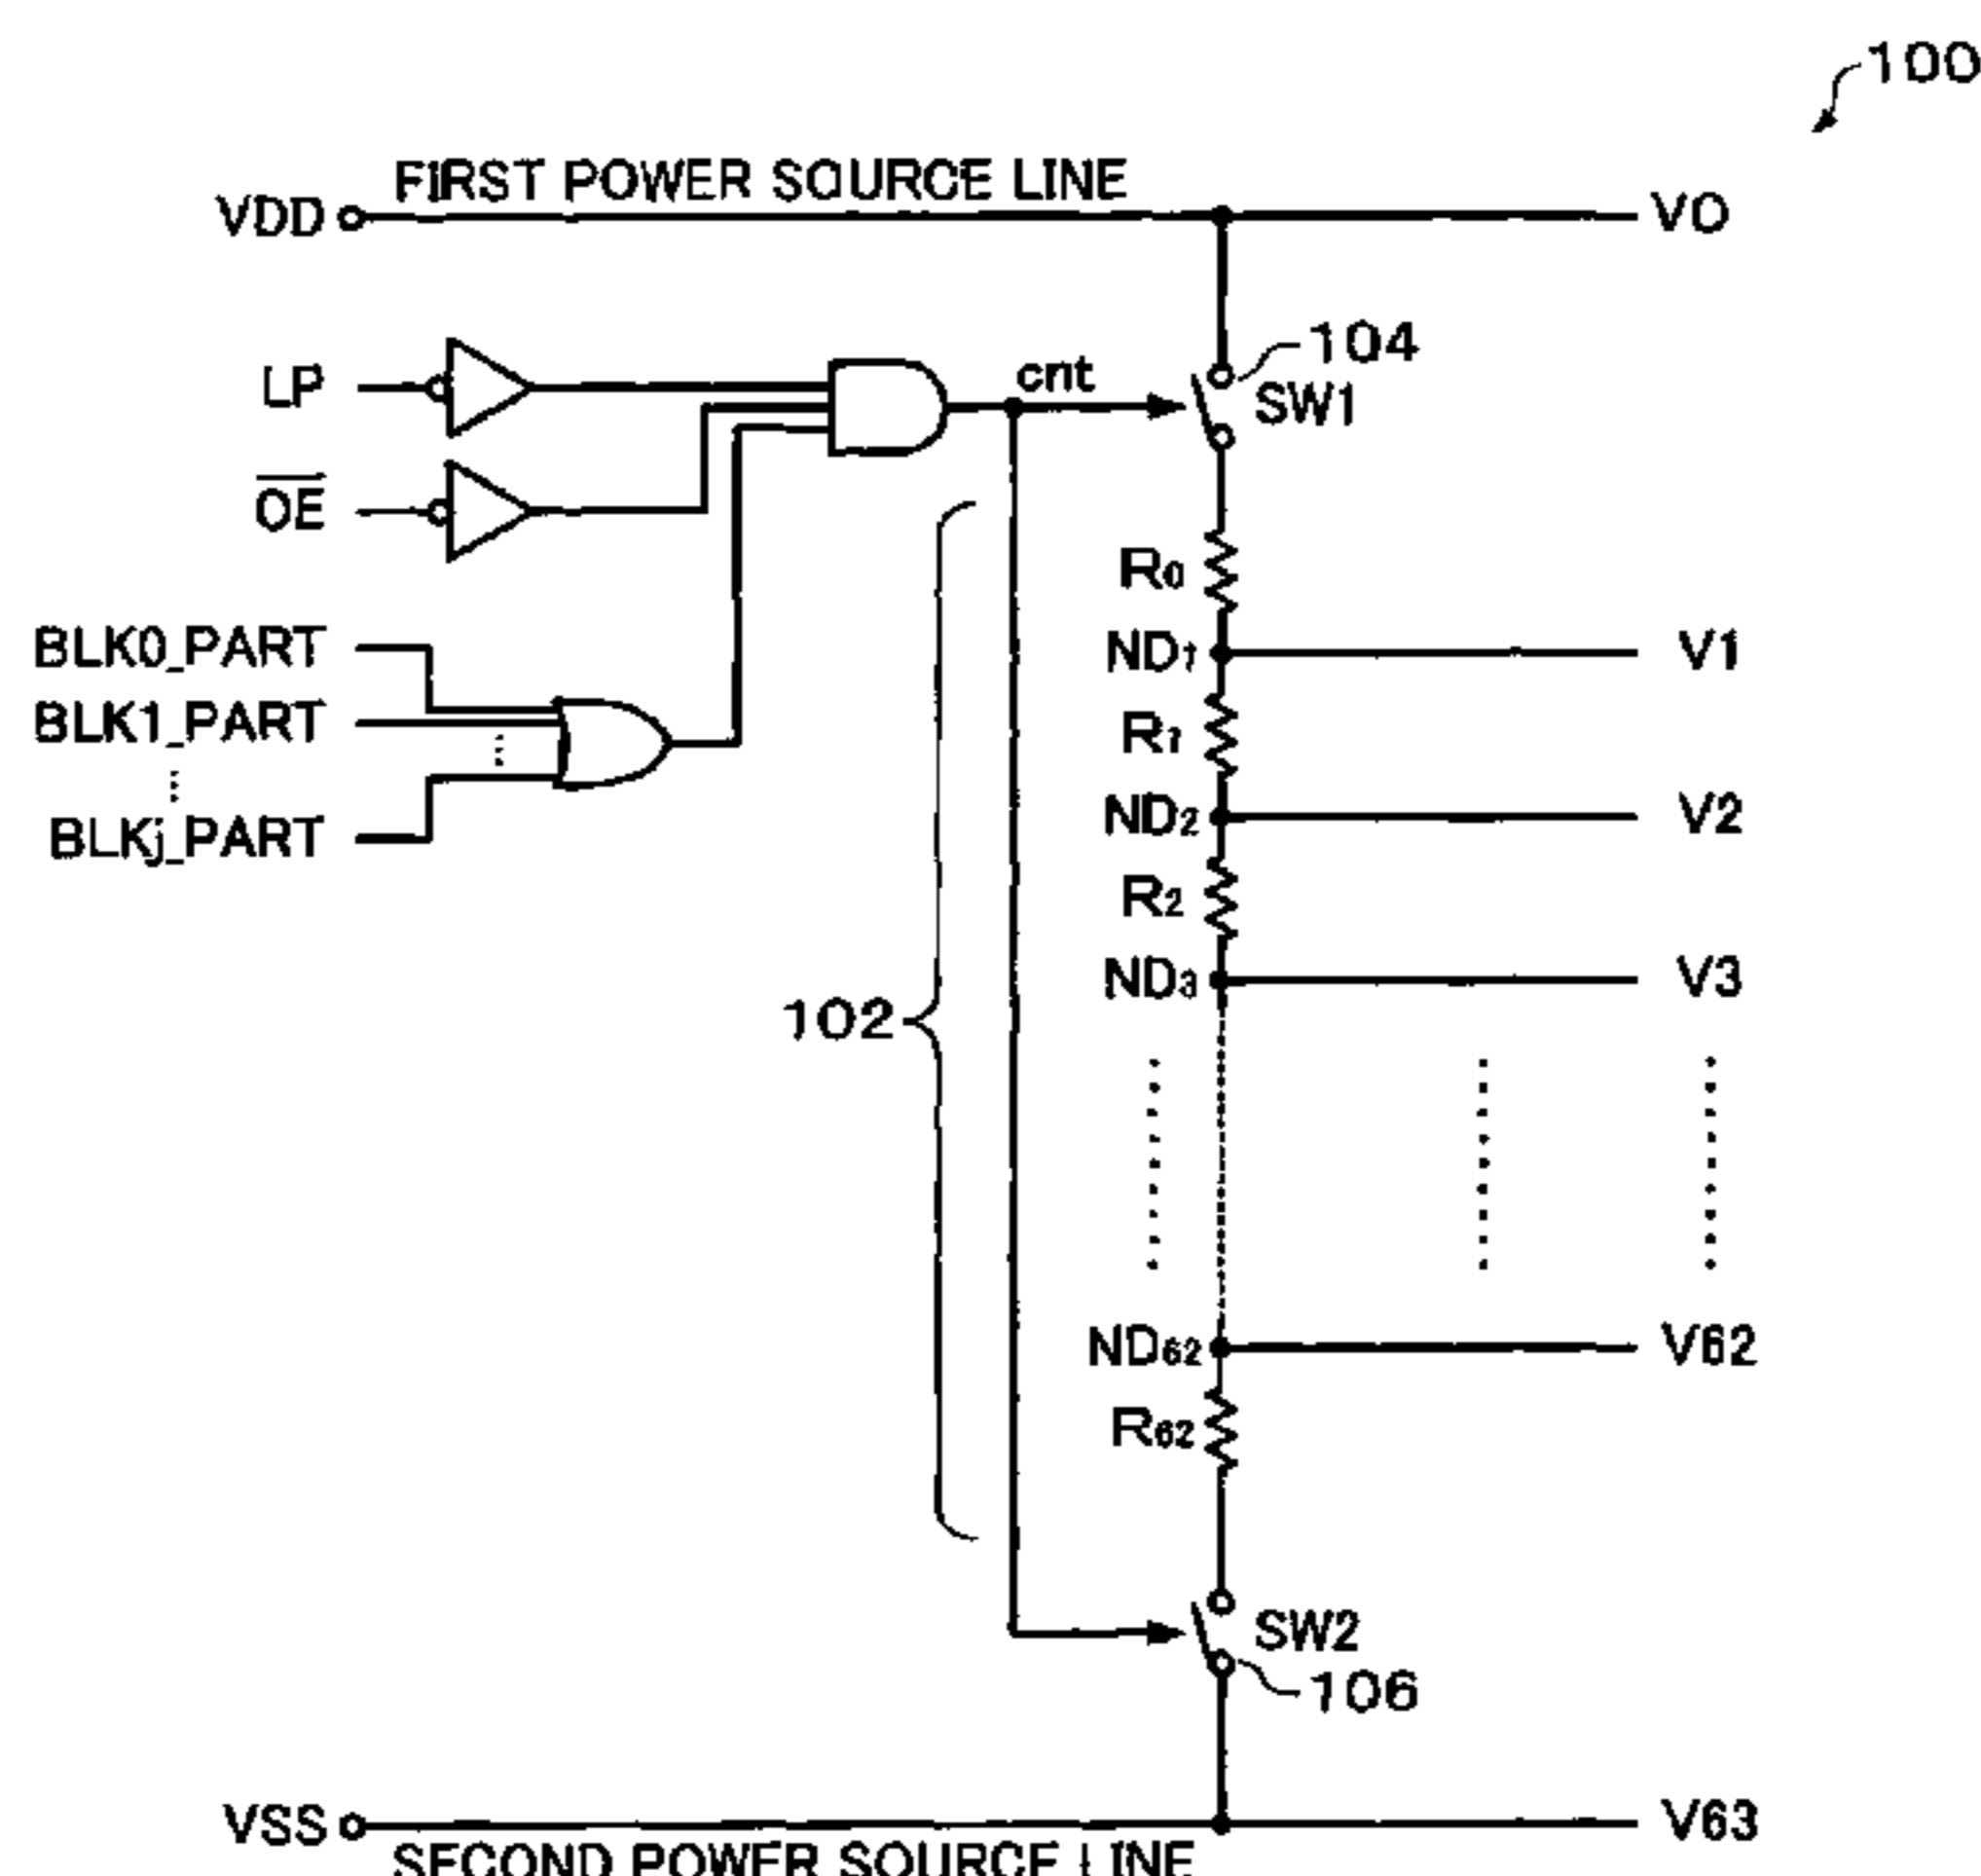 100
FIRST POWER SOURCE LINE
VDD
V0
LP
cnt
104
SW1
OE
R0
BLK0_PART
ND1
V1
BLK1_PART
R1
BLKj_PART
ND2
V2
R2
ND3
V3
102
ND62
V62
R62
SW2
106
VSS
V63
SECOND POWER SOURCE LINE